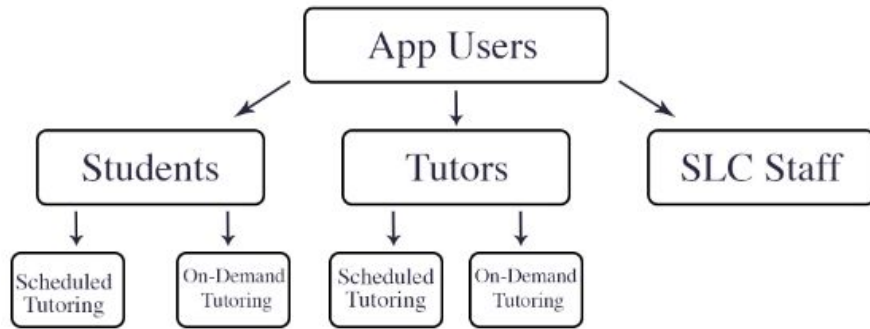 App Users
Students
Tutors
SLC Staff
Scheduled
Tutoring
On-Demand
Tutoring
Scheduled
Tutoring
On-Demand
Tutoring